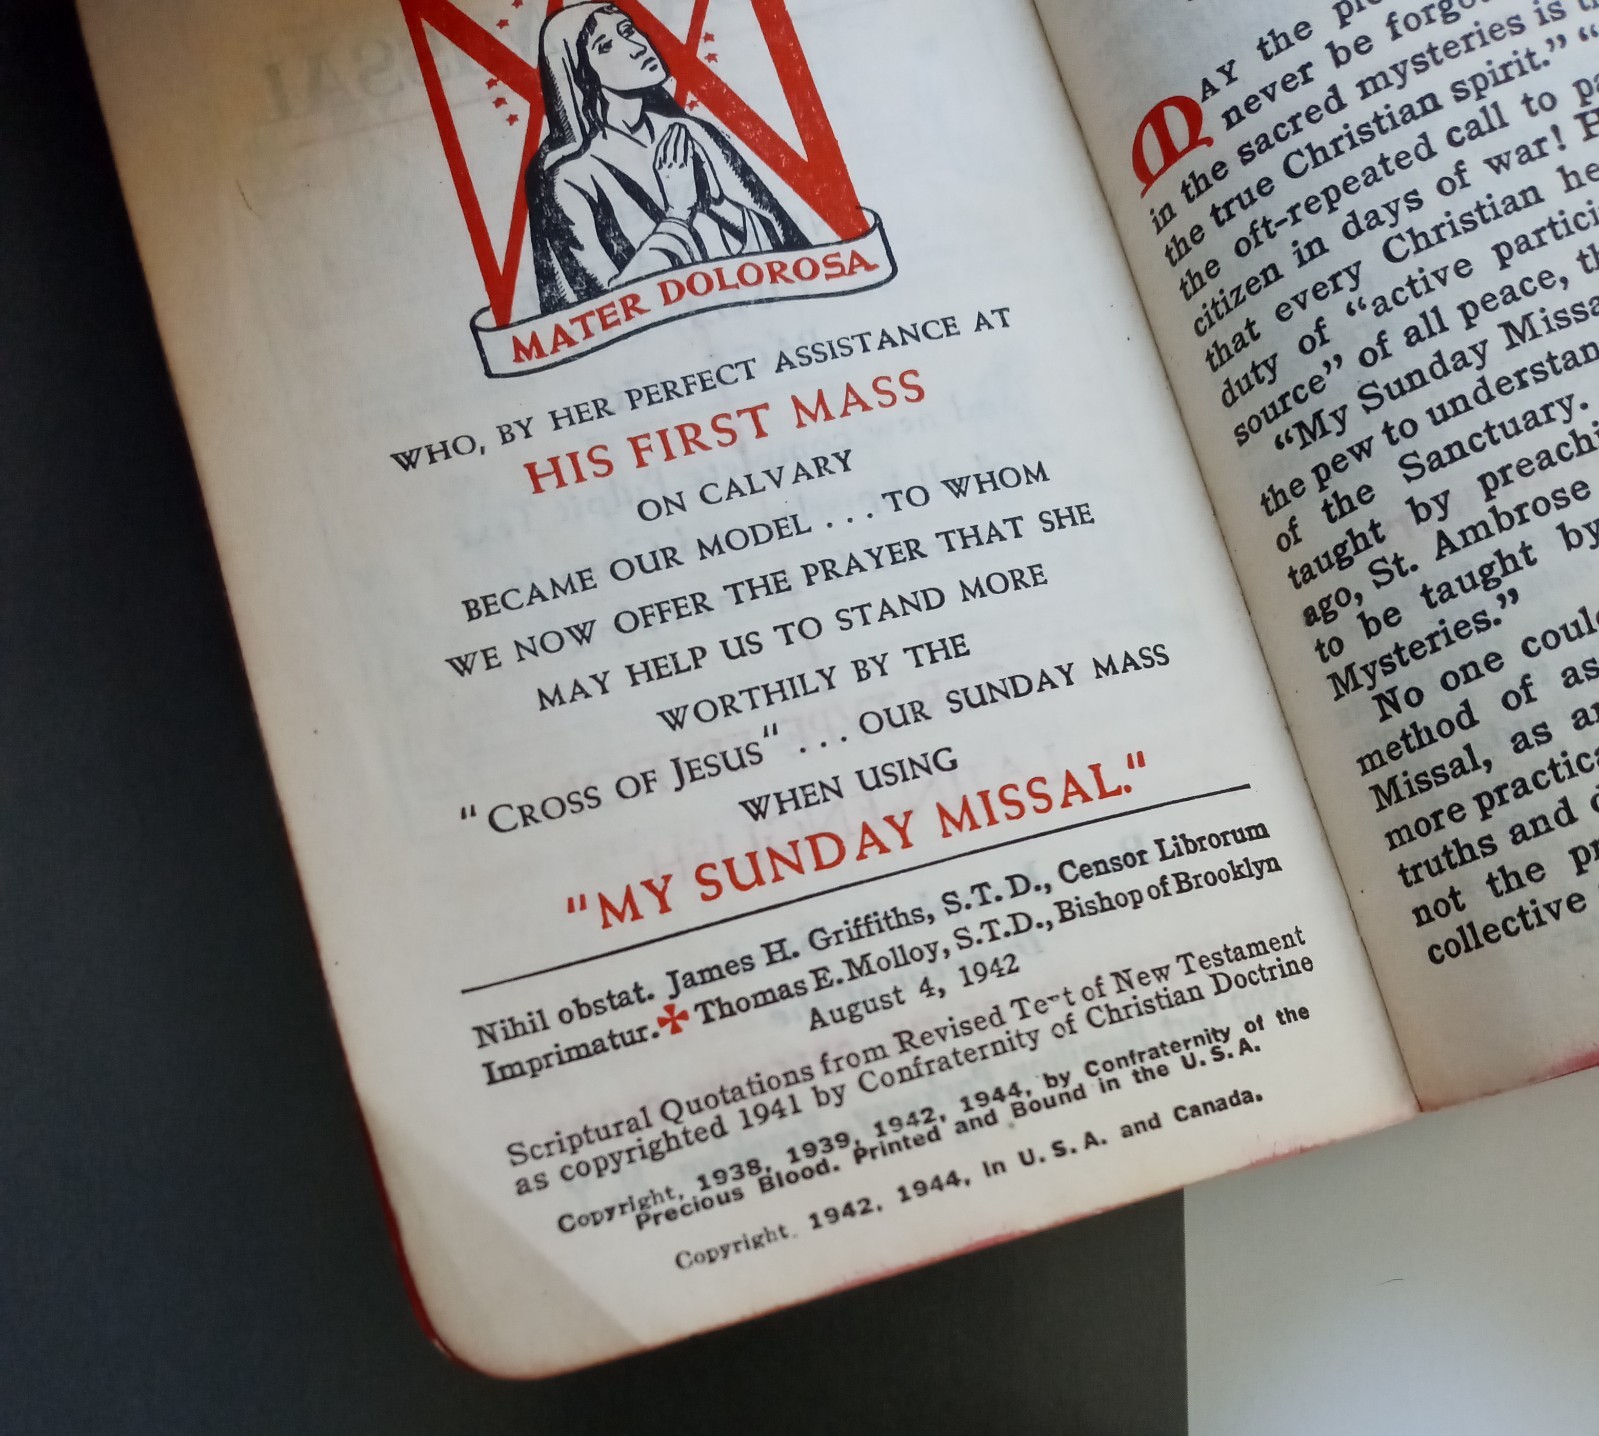 MATER DOLOROSA
WHO, BY HER PERFECT ASSISTANCE AT
HIS FIRST MASS
ON CALVARY
BECAME OUR MODEL . . . TO WHOM
WE NOW OFFER THE PRAYER THAT SHE
MAY HELP US TO STAND MORE
WORTHILY BY THE
"CROSS OF JESUS" . . . OUR SUNDAY MASS
WHEN USING
"MY SUNDAY MISSAL."
Nihil obstat. James H. Griffiths, S.T.D., Censor Librorum
Imprimatur.✠Thomas E. Molloy, S.T.D., Bishop of Brooklyn
August 4, 1942
Scriptural Quotations from Revised Text of New Testament
as copyrighted 1941 by Confraternity of Christian Doctrine
Copyright, 1938, 1939, 1942, 1944, by Confraternity of the
Precious Blood. Printed and Bound in the U. S. A.
Copyright. 1942, 1944, In U. S. A. and Canada.
MAY the
never be
in the sacred mysteries is
the true Christian spirit." "
the oft-repeated call to
citizen in days of war!
that every Christian
duty of "active
source" of all peace,
"My Sunday
the pew to
of the Sanctuary.
taught by
ago, St. Ambrose
to be taught by
Mysteries."
No one
method of
Missal, as
more
truths and
not the
collective